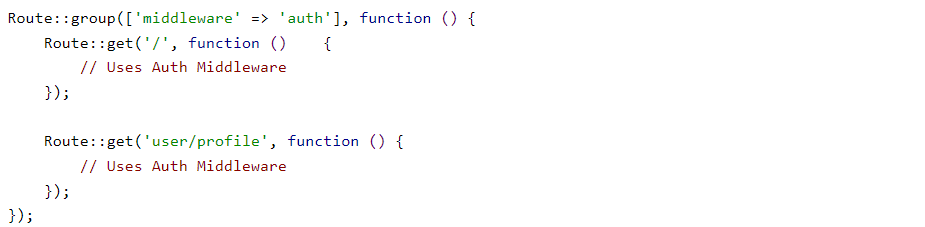 Route::group(['middleware' => 'auth'], function () {
    Route::get('/', function ()    {
        // Uses Auth Middleware
    });

    Route::get('user/profile', function () {
        // Uses Auth Middleware
    });
});